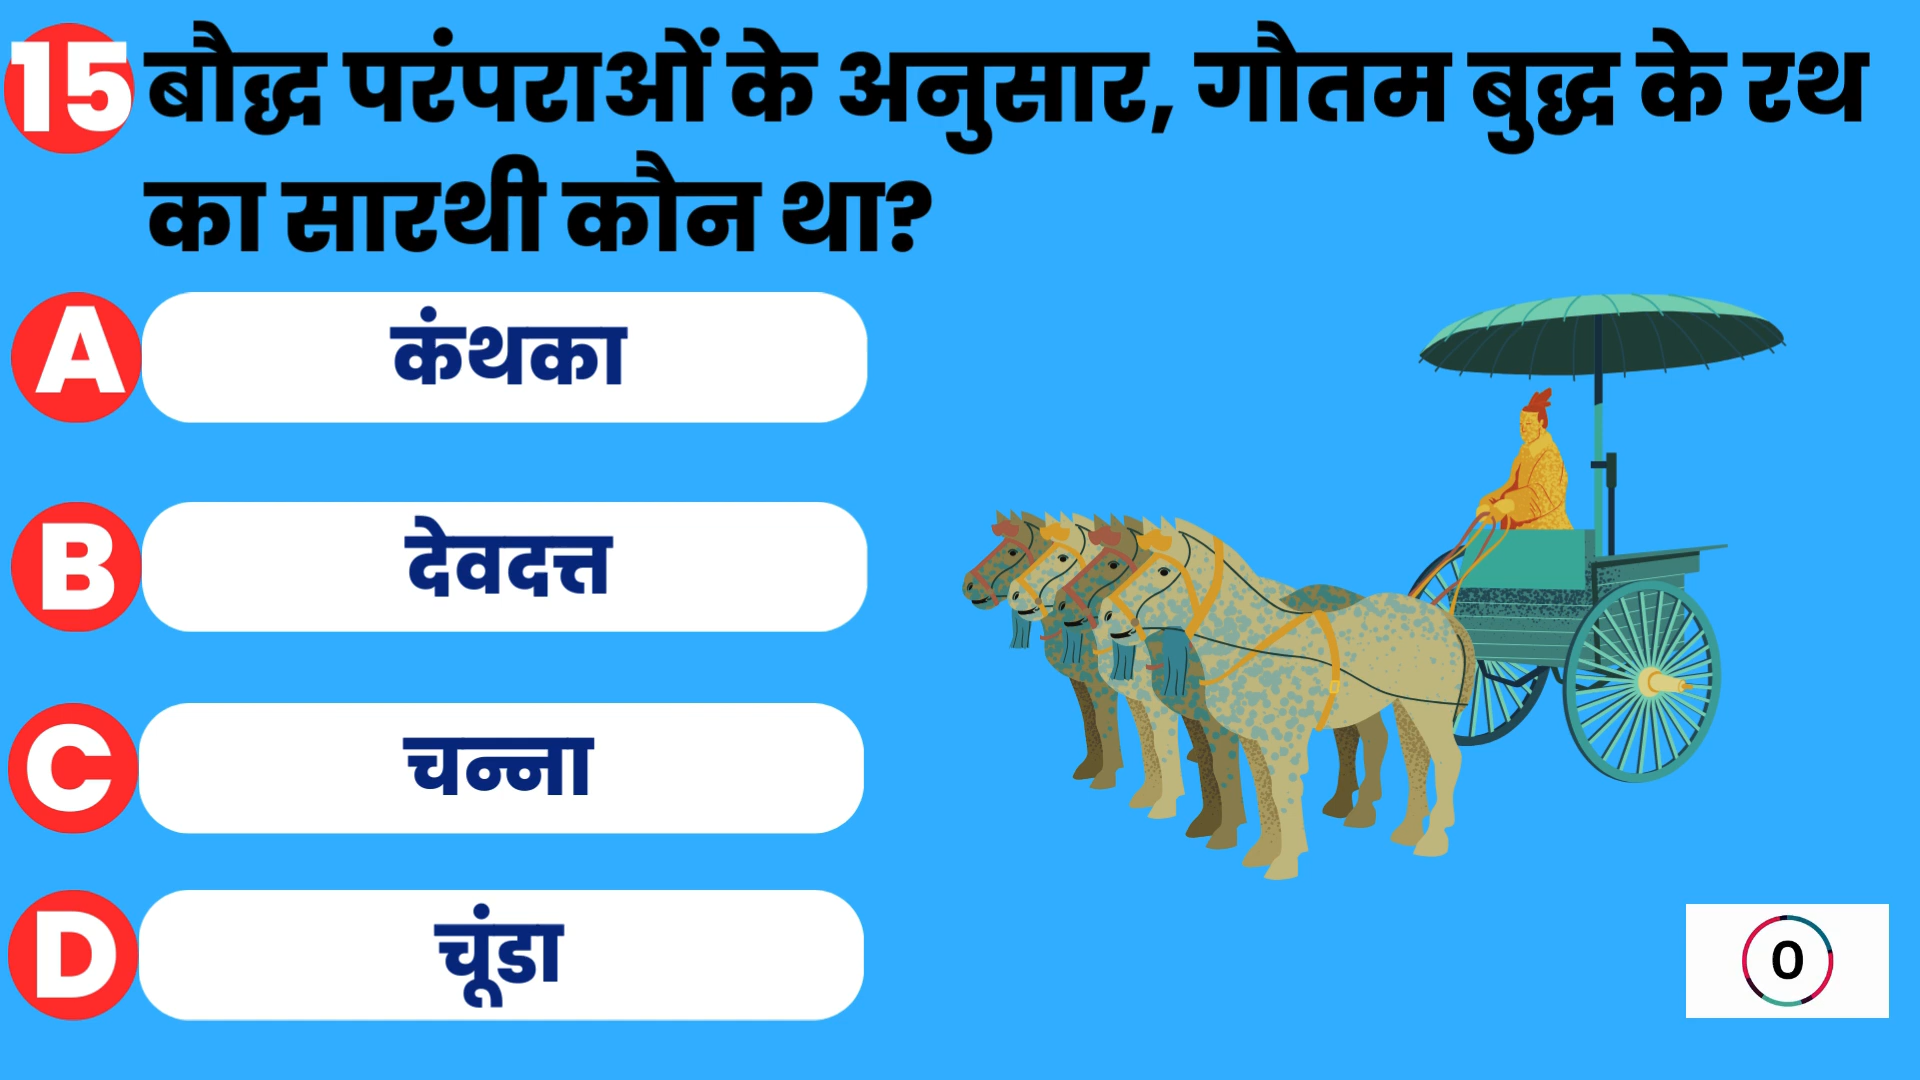 15 बौद्ध परंपराओं के अनुसार, गौतम बुद्ध के रथ
का सारथी कौन था?
A कंथका
B देवदत्त
C चन्ना
D चूंडा
0